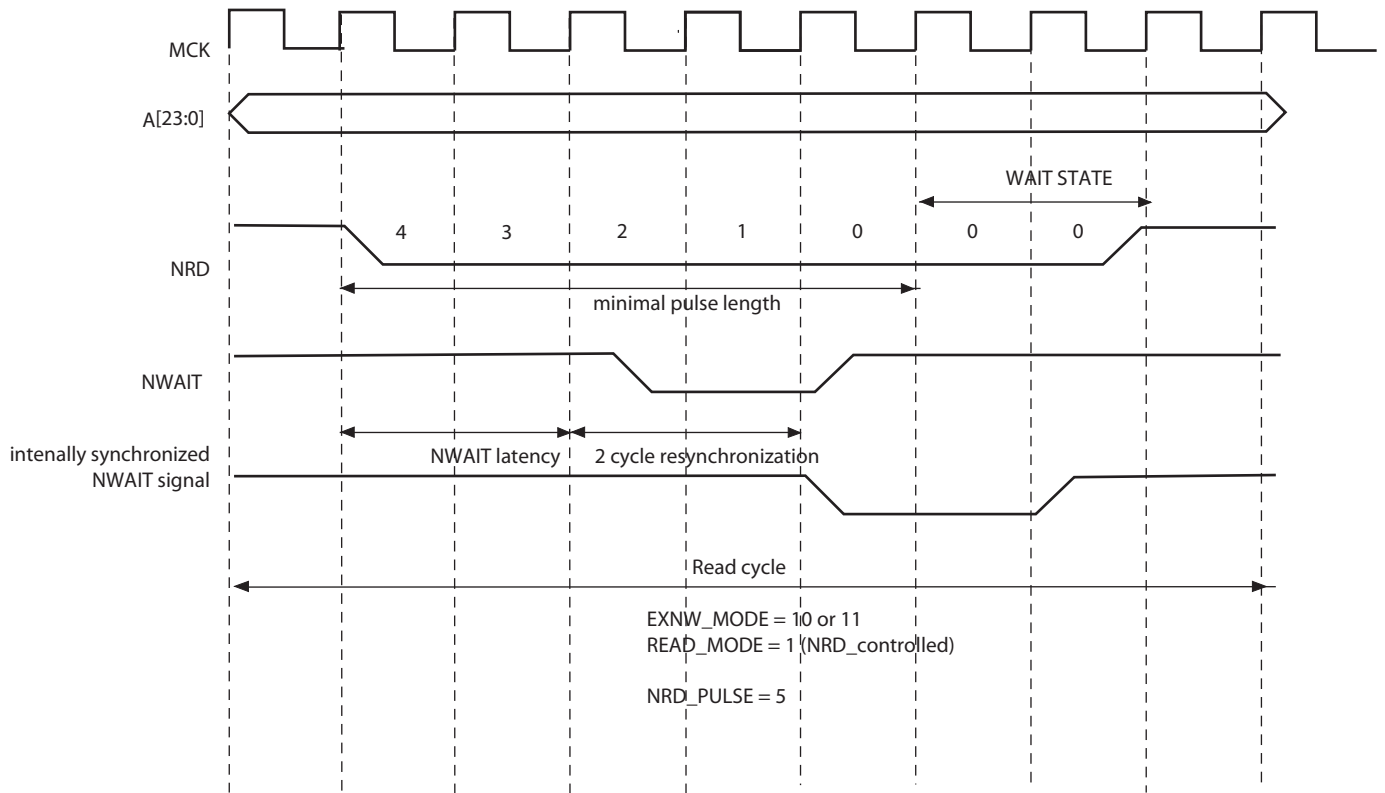 MCK
A[23:0]
WAIT STATE
4 3 2 1 0 0 0
NRD
minimal pulse length
NWAIT
NWAIT latency
2 cycle resynchronization
intenally synchronized
NWAIT signal
Read cycle
EXNW_MODE = 10 or 11
READ_MODE = 1 (NRD_controlled)
NRD_PULSE = 5